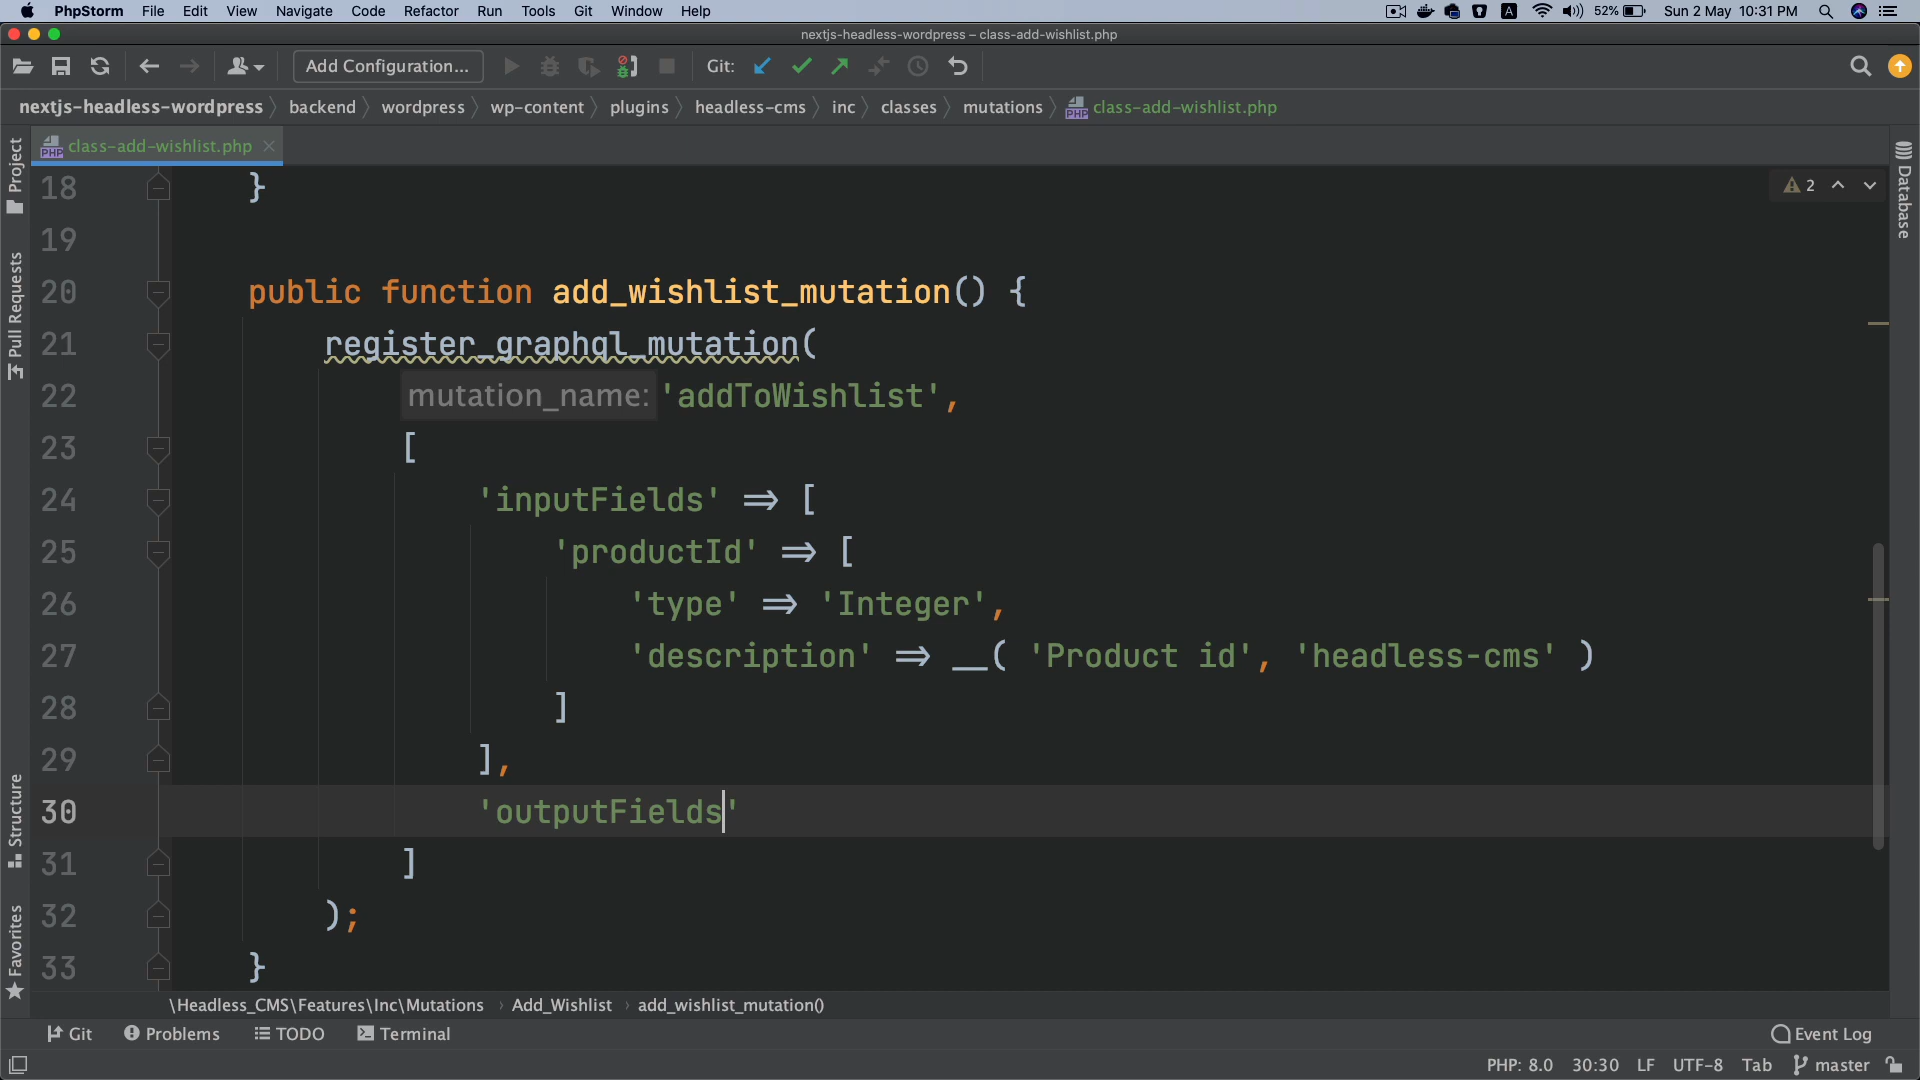 PhpStorm File Edit View Navigate Code Refactor Run Tools Git Window Help A 52% Sun 2 May 10:31 PM
nextjs-headless-wordpress – class-add-wishlist.php
Add Configuration... Git:
nextjs-headless-wordpress backend wordpress wp-content plugins headless-cms inc classes mutations PHP class-add-wishlist.php
PHP class-add-wishlist.php
Project
Pull Requests
Structure
Favorites
Database
2
18 }
19
20 public function add_wishlist_mutation() {
21 register_graphql_mutation(
22 mutation_name: 'addToWishlist',
23 [
24 'inputFields' => [
25 'productId' => [
26 'type' => 'Integer',
27 'description' => __( 'Product id', 'headless-cms' )
28 ]
29 ],
30 'outputFields'
31 ]
32 );
33 }
\Headless_CMS\Features\Inc\Mutations › Add_Wishlist › add_wishlist_mutation()
Git Problems TODO Terminal Event Log
PHP: 8.0 30:30 LF UTF-8 Tab master